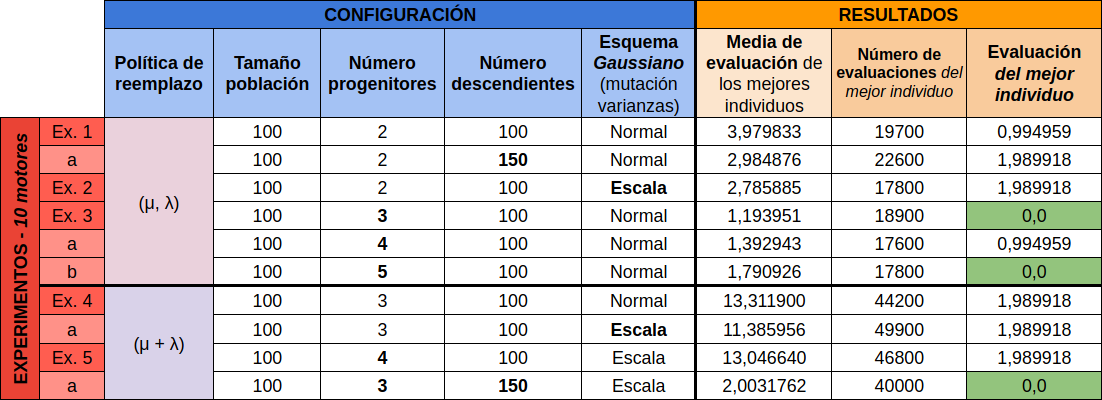 CONFIGURACIÓN RESULTADOS
Política de reemplazo Tamaño población Número progenitores Número descendientes Esquema Gaussiano (mutación varianzas) Media de evaluación de los mejores individuos Número de evaluaciones del mejor individuo Evaluación del mejor individuo
EXPERIMENTOS - 10 motores
(μ, λ)
Ex. 1 100 2 100 Normal 3,979833 19700 0,994959
a 100 2 150 Normal 2,984876 22600 1,989918
Ex. 2 100 2 100 Escala 2,785885 17800 1,989918
Ex. 3 100 3 100 Normal 1,193951 18900 0,0
a 100 4 100 Normal 1,392943 17600 0,994959
b 100 5 100 Normal 1,790926 17800 0,0
(μ + λ)
Ex. 4 100 3 100 Normal 13,311900 44200 1,989918
a 100 3 100 Escala 11,385956 49900 1,989918
Ex. 5 100 4 100 Escala 13,046640 46800 1,989918
a 100 3 150 Escala 2,0031762 40000 0,0